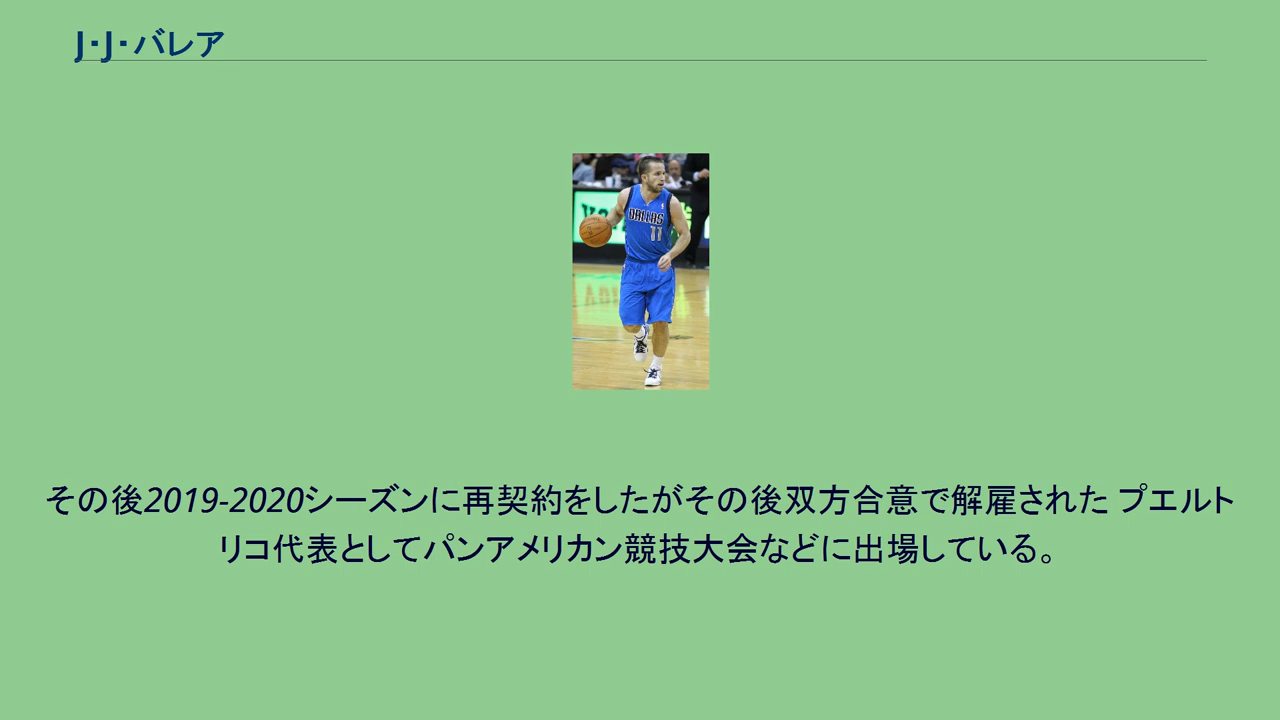 J・J・バレア
DALLAS
11
その後2019-2020シーズンに再契約をしたがその後双方合意で解雇された プエルト
リコ代表としてパンアメリカン競技大会などに出場している。